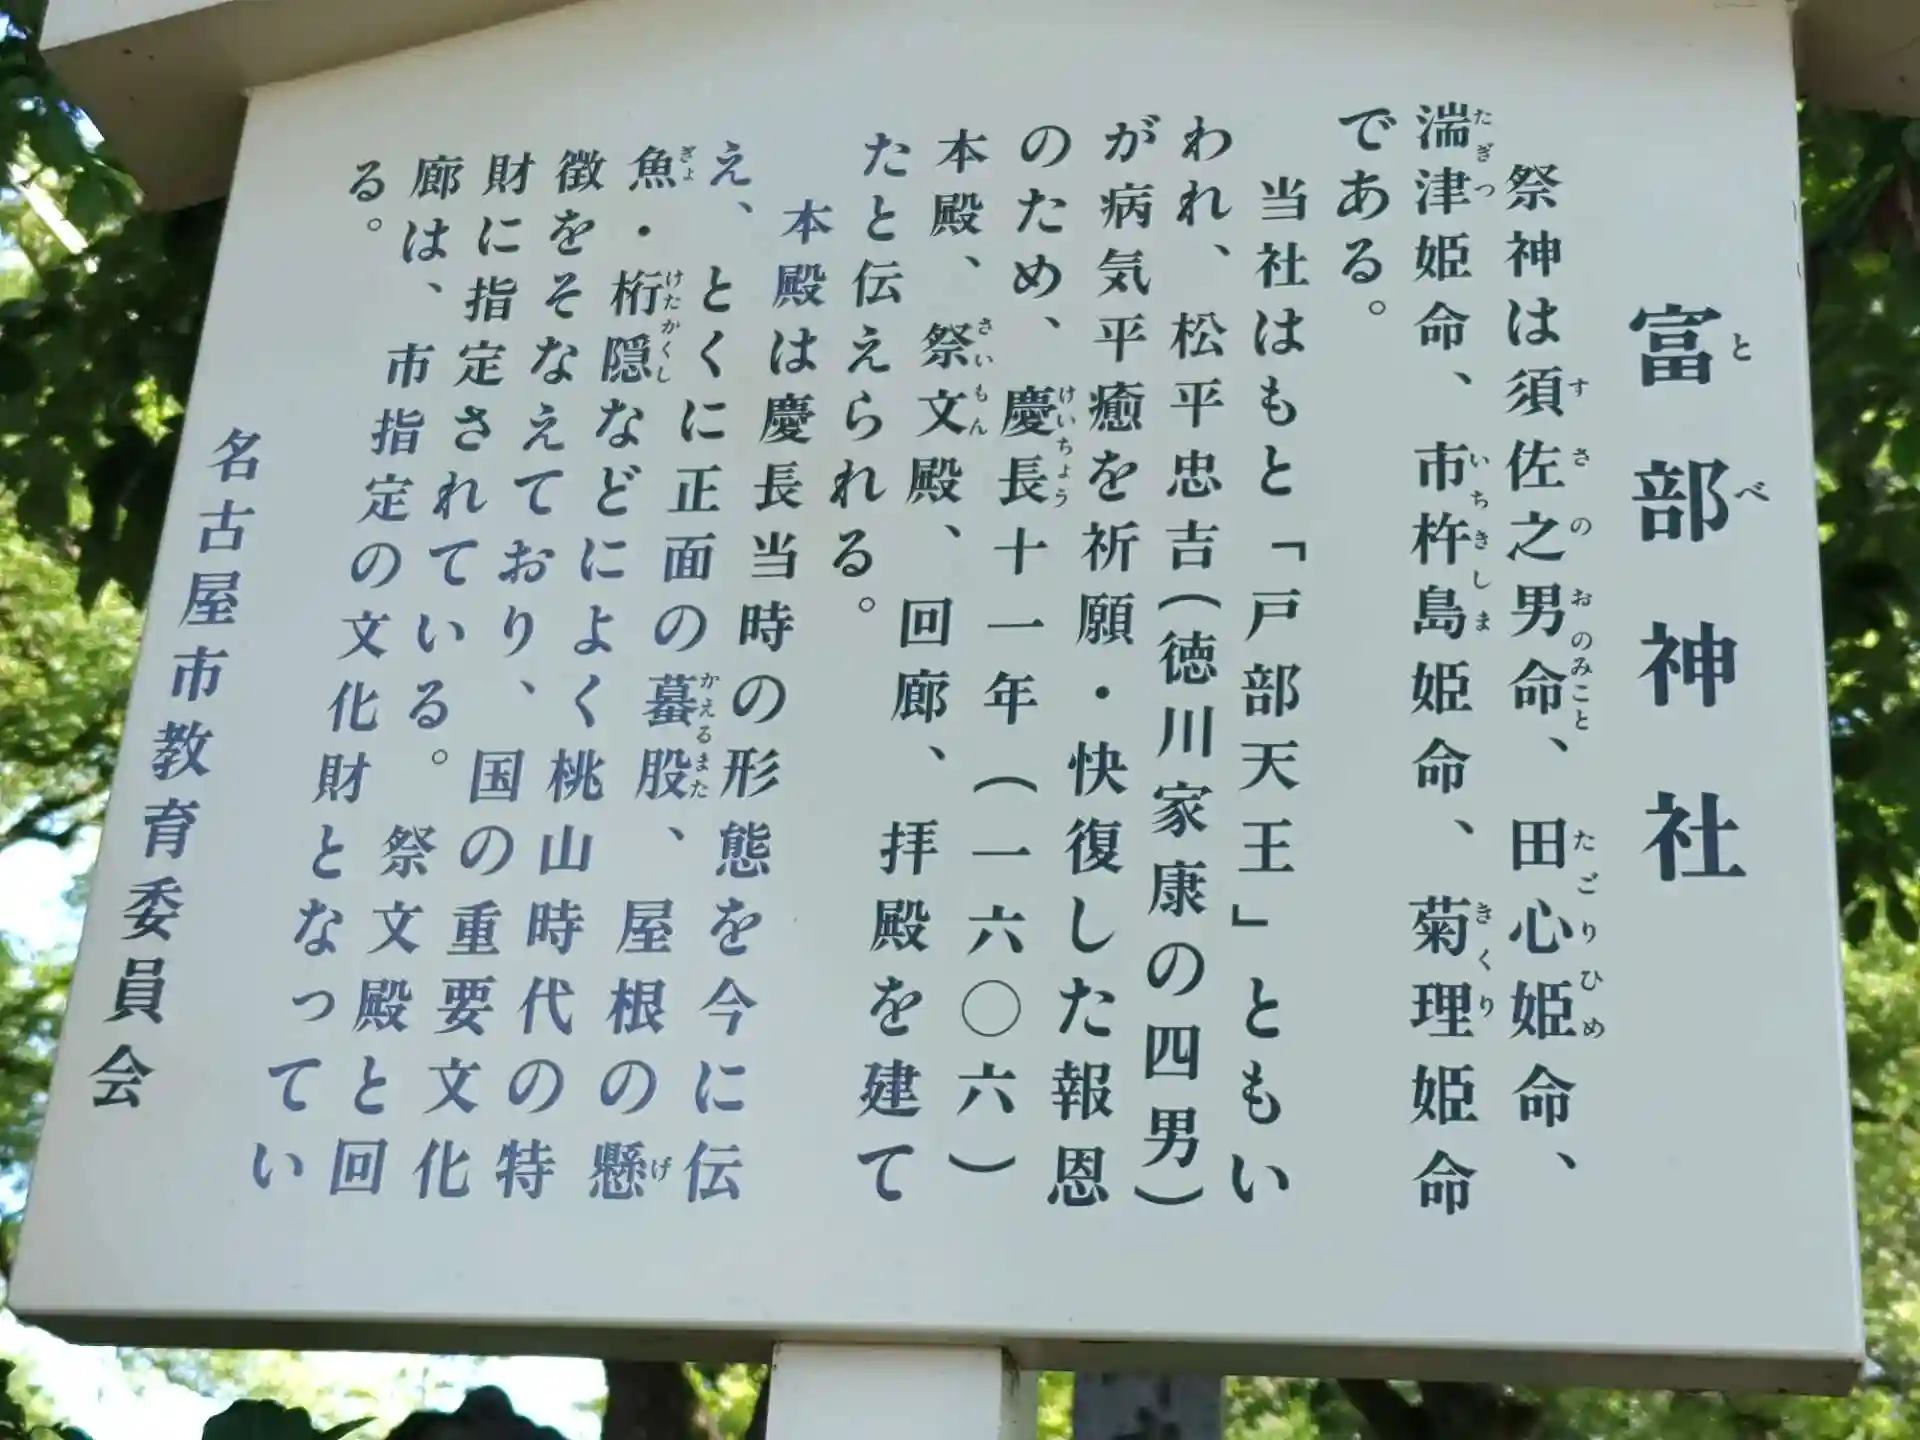 富部神社
祭神は須佐之男命、田心姫命、
湍津姫命、市杵島姫命、菊理姫命
である。
当社はもと「戸部天王」ともい
われ、松平忠吉(徳川家康の四男)
が病気平癒を祈願・快復した報恩
のため、慶長十一年(一六〇六)
本殿、祭文殿、回廊、拝殿を建て
たと伝えられる。
本殿は慶長当時の形態を今に伝
え、とくに正面の蟇股、屋根の懸
魚・桁隠などによく桃山時代の特
徴をそなえており、国の重要文化
財に指定されている。祭文殿と回
廊は、市指定の文化財となってい
る。
名古屋市教育委員会